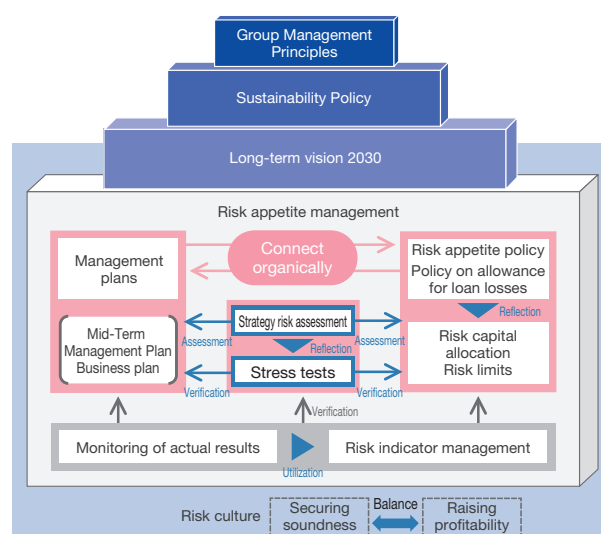 Group Management
Principles
Sustainability Policy
Long-term vision 2030
Risk appetite management
Management
plans
Connect
organically
Risk appetite policy
Policy on allowance
for loan losses
Reflection
Mid-Term
Management Plan
Business plan
Assessment
Strategy risk assessment
Assessment
Reflection
Risk capital
allocation
Risk limits
Stress tests
Verification
Verification
Verification
Monitoring of actual results
Utilization
Risk indicator management
Risk culture
Securing
soundness
Balance
Raising
profitability